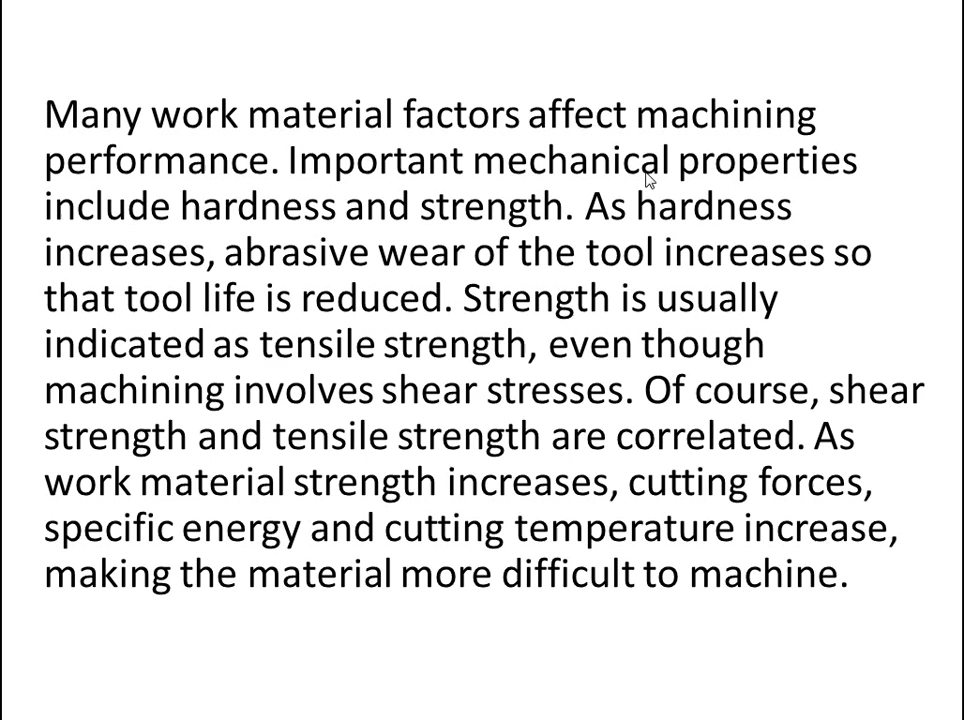 Many work material factors affect machining
performance. Important mechanical properties
include hardness and strength. As hardness
increases, abrasive wear of the tool increases so
that tool life is reduced. Strength is usually
indicated as tensile strength, even though
machining involves shear stresses. Of course, shear
strength and tensile strength are correlated. As
work material strength increases, cutting forces,
specific energy and cutting temperature increase,
making the material more difficult to machine.